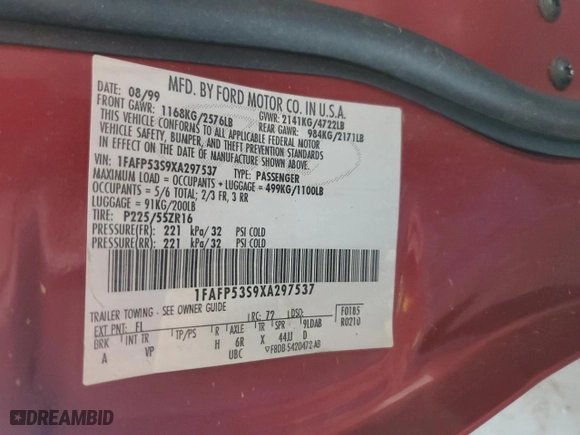 MFD. BY FORD MOTOR CO. IN U.S.A.
DATE: 08/99 GVWR: 2141KG/4722LB
FRONT GAWR: 1168KG/2576LB REAR GAWR: 984KG/2171LB
THIS VEHICLE CONFORMS TO ALL APPLICABLE FEDERAL MOTOR
VEHICLE SAFETY, BUMPER, AND THEFT PREVENTION STANDARDS
IN EFFECT ON THE DATE OF MANUFACTURE SHOWN ABOVE.
VIN: 1FAFP53S9XA297537 TYPE: PASSENGER
MAXIMUM LOAD = OCCUPANTS + LUGGAGE = 499KG/1100LB
OCCUPANTS = 5/6 TOTAL; 2/3 FR, 3 RR
LUGGAGE = 91KG/200LB
TIRE: P225/55ZR16
PRESSURE(FR) : 221 kPa/32 PSI COLD
PRESSURE(RR) : 221 kPa/32 PSI COLD
1FAFP53S9XA297537
TRAILER TOWING - SEE OWNER GUIDE
EXT PNT: FL RC: 72 DSO: F0185
BRK INT TR TP/PS R AXLE TR SPR 9LDAB R0210
A VP H 6R X 44JJ D
UBC F8DB-5420472-AB
DREAMBID